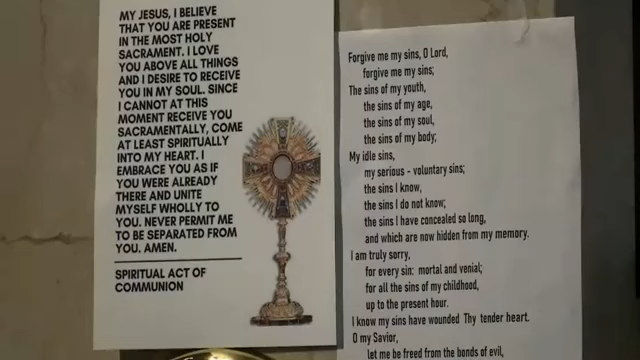 MY JESUS, I BELIEVE
THAT YOU ARE PRESENT
IN THE MOST HOLY
SACRAMENT. I LOVE
YOU ABOVE ALL THINGS
AND I DESIRE TO RECEIVE
YOU IN MY SOUL. SINCE
I CANNOT AT THIS
MOMENT RECEIVE YOU
SACRAMENTALLY, COME
AT LEAST SPIRITUALLY
INTO MY HEART. I
EMBRACE YOU AS IF
YOU WERE ALREADY
THERE AND UNITE
MYSELF WHOLLY TO
YOU. NEVER PERMIT ME
TO BE SEPARATED FROM
YOU. AMEN.
SPIRITUAL ACT OF
COMMUNION
Forgive me my sins, O Lord,
forgive me my sins;
The sins of my youth,
the sins of my age,
the sins of my soul,
the sins of my body;
My idle sins,
my serious - voluntary sins;
the sins I know,
the sins I do not know;
the sins I have concealed so long,
and which are now hidden from my memory.
I am truly sorry,
for every sin: mortal and venial;
for all the sins of my childhood,
up to the present hour.
I know my sins have wounded Thy tender heart.
O my Savior,
let me be freed from the bonds of evil,